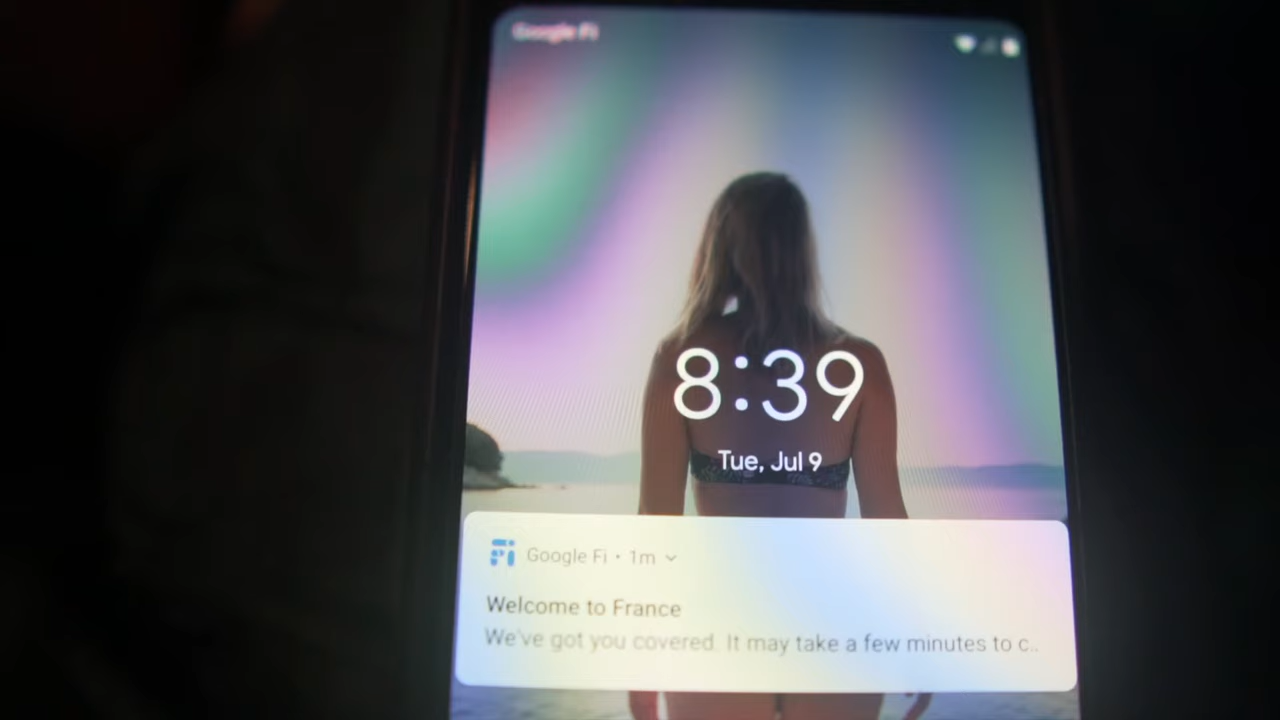 Google Fi
8:39
Tue, Jul 9
Google Fi • 1m
Welcome to France
We've got you covered. It may take a few minutes to c..